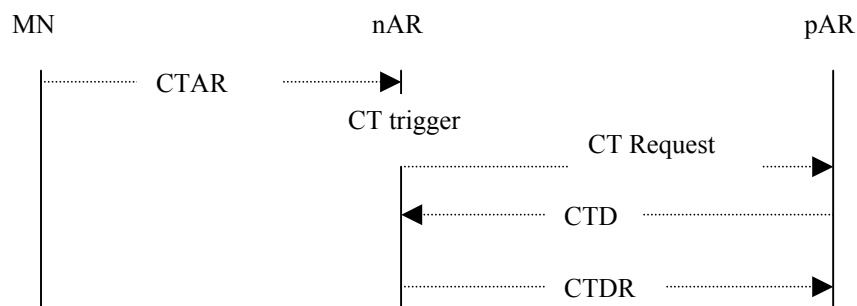 MN nAR pAR
CTAR
CT trigger
CT Request
CTD
CTDR